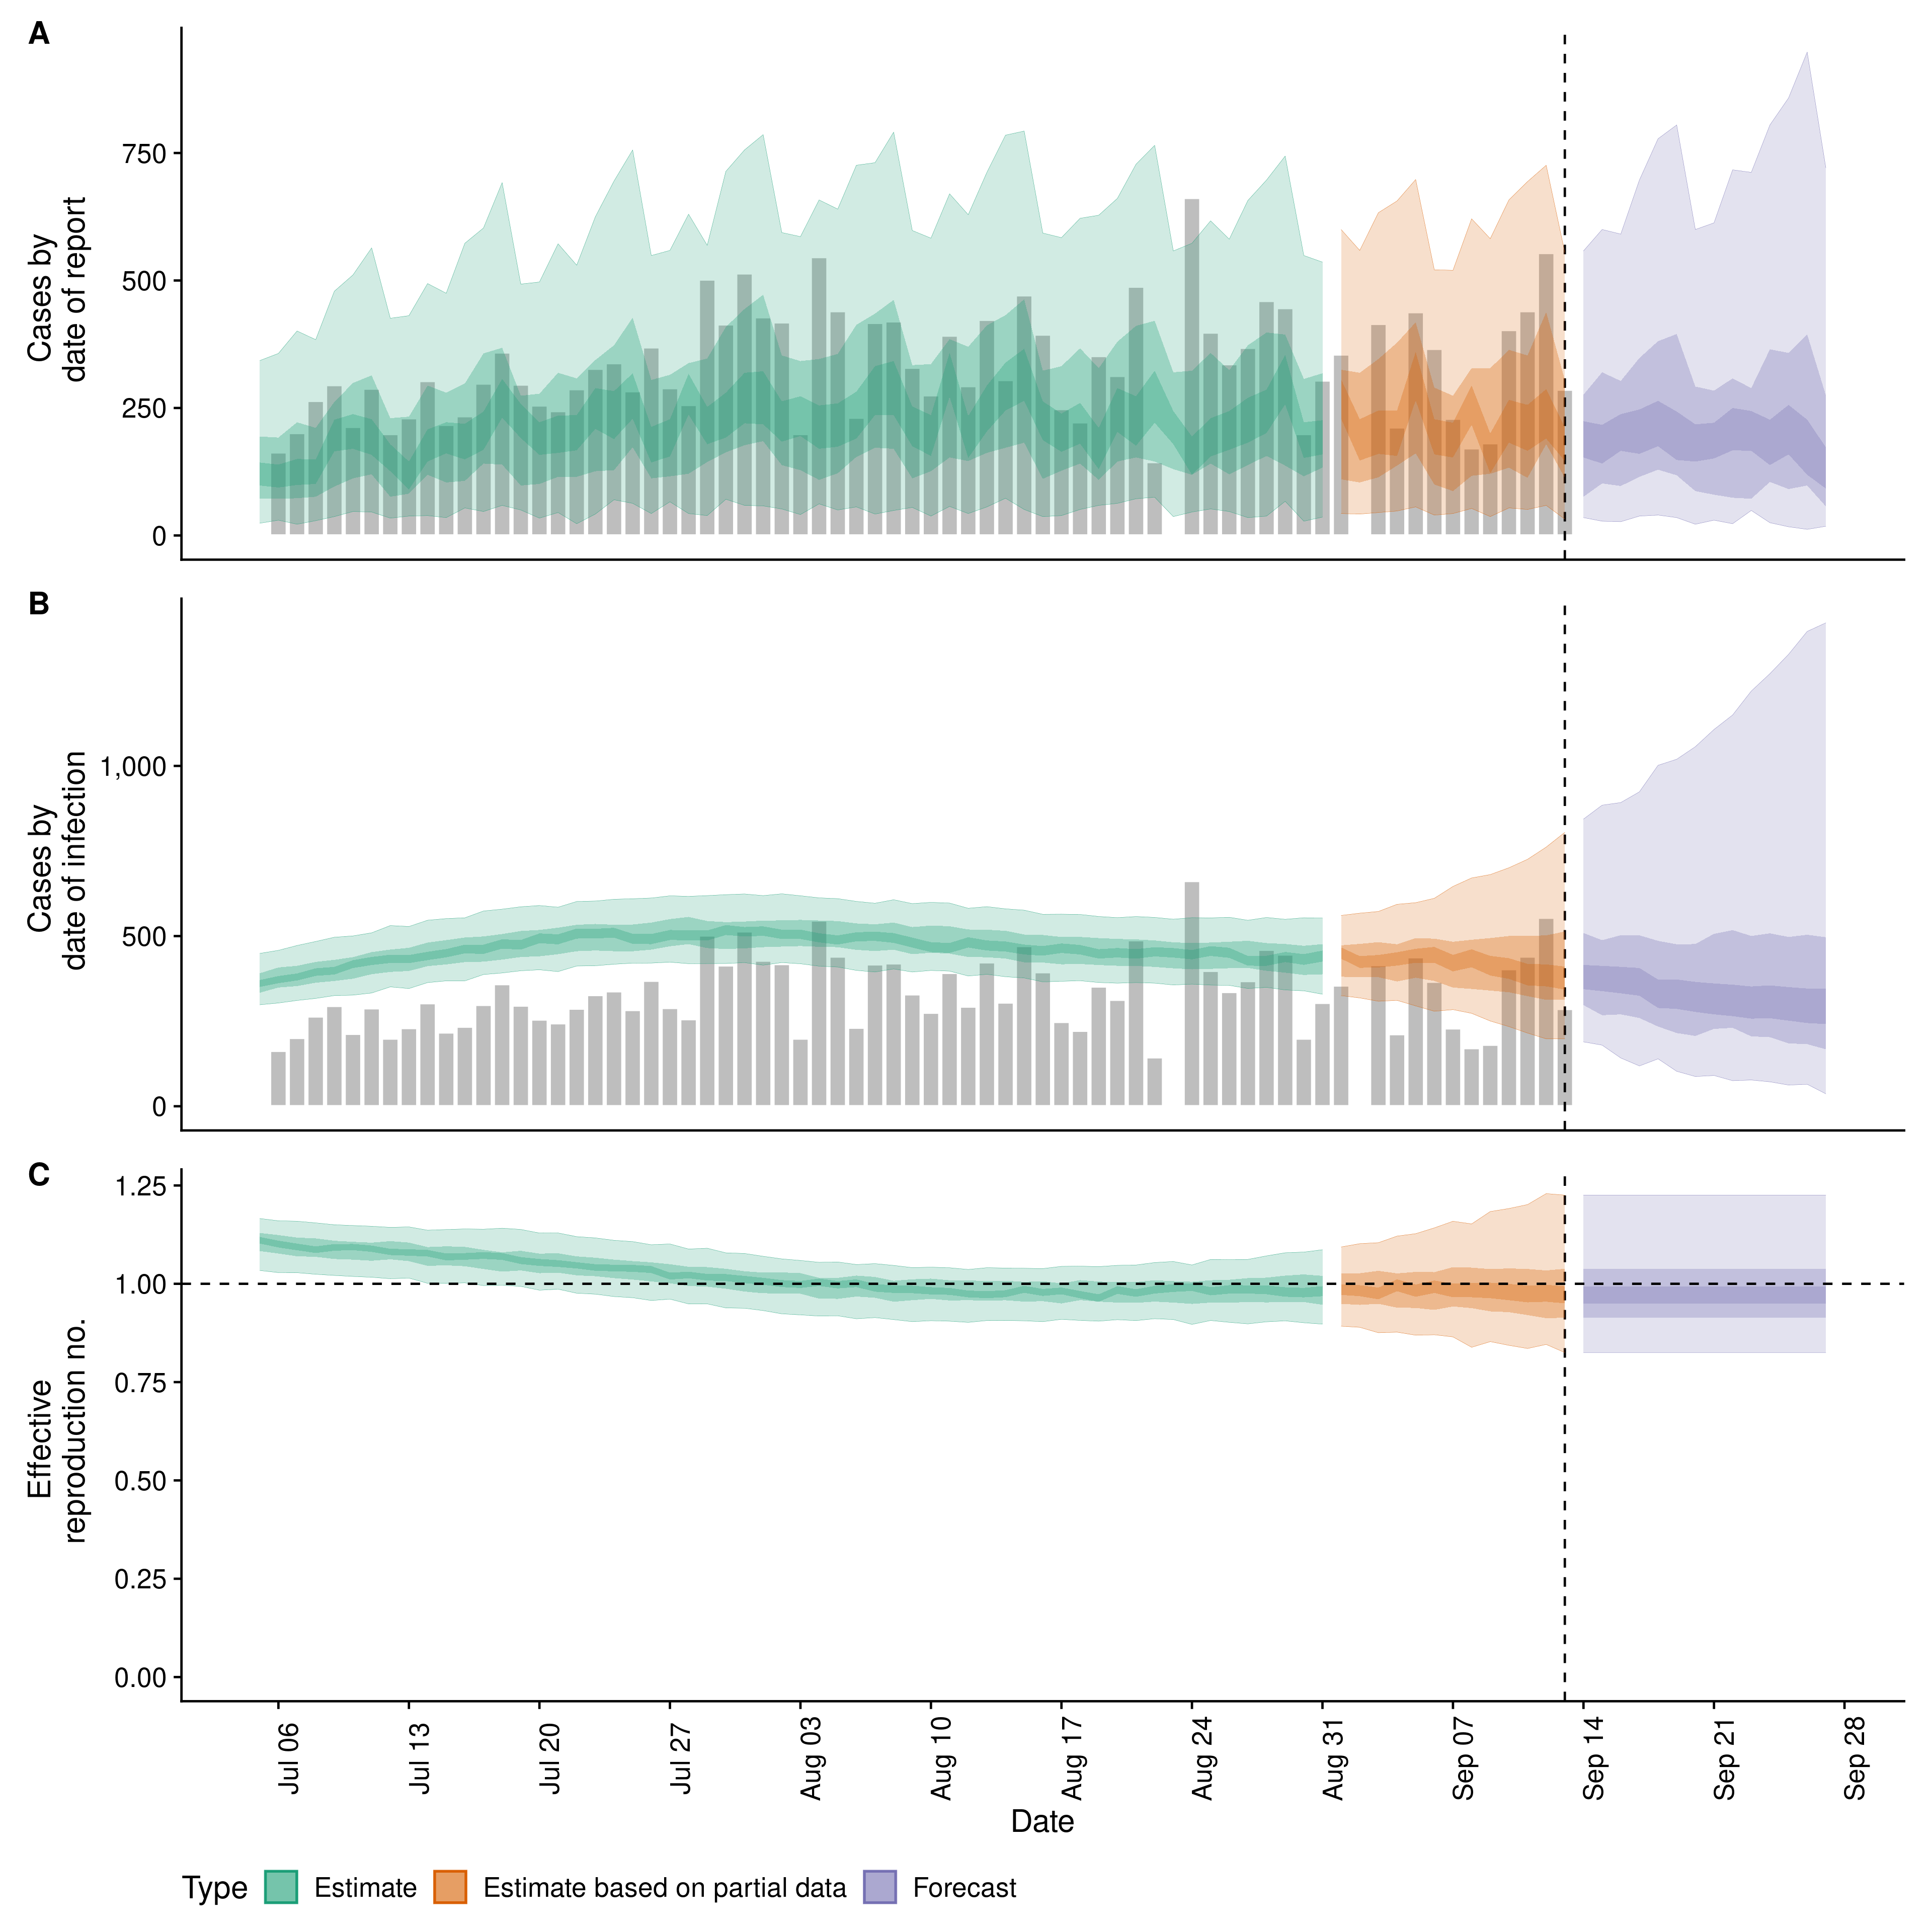 A
Cases by
date of report
750
500
250
0
B
Cases by
date of infection
1,000
500
0
C
Effective
reproduction no.
1.25
1.00
0.75
0.50
0.25
0.00
Jul 06
Jul 13
Jul 20
Jul 27
Aug 03
Aug 10
Aug 17
Aug 24
Aug 31
Sep 07
Sep 14
Sep 21
Sep 28
Date
Type Estimate Estimate based on partial data Forecast